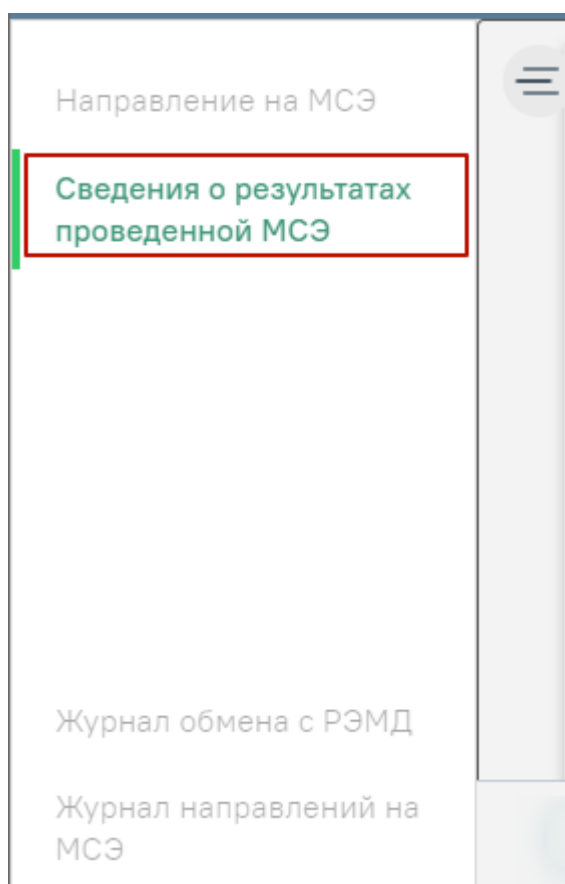 Направление на МСЭ
Сведения о результатах
проведенной МСЭ
Журнал обмена с РЭМД
Журнал направлений на
МСЭ